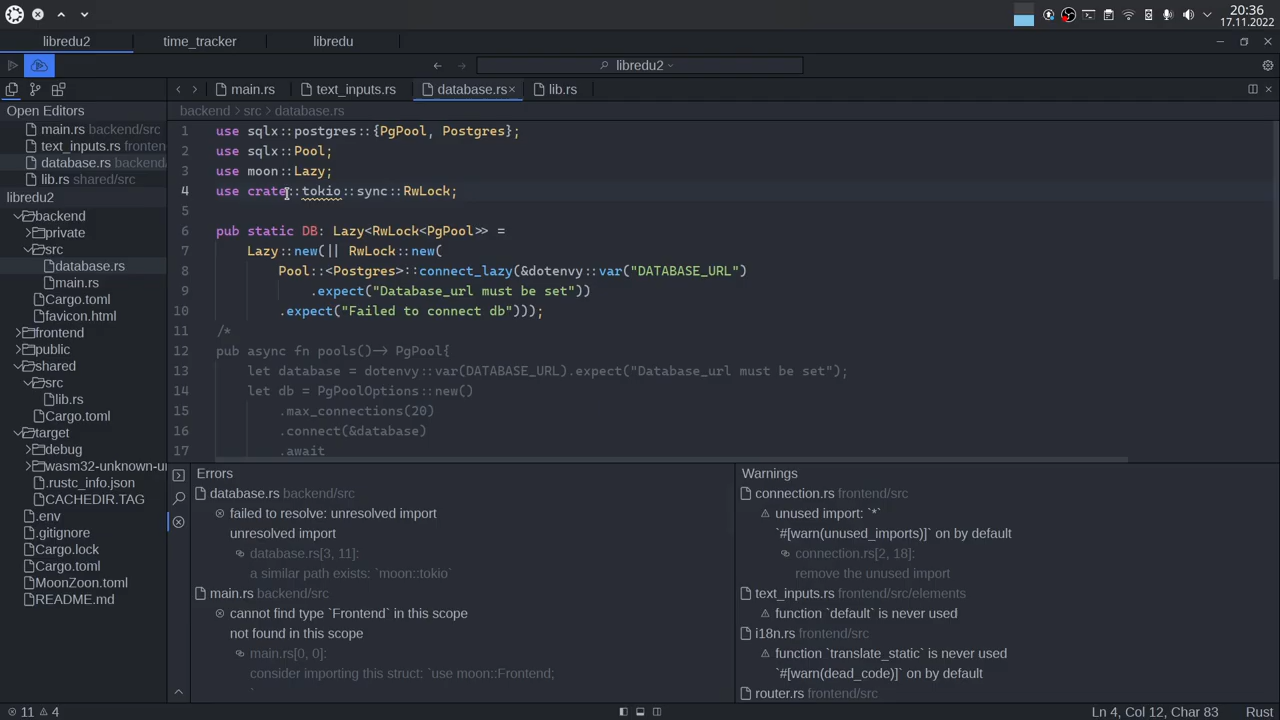 20:36
17.11.2022
libredu2
time_tracker
libredu
libredu2
main.rs
text_inputs.rs
database.rs×
lib.rs
Open Editors
main.rs backend/src
text_inputs.rs fronten
database.rs backend/
lib.rs shared/src
libredu2
backend
private
src
database.rs
main.rs
Cargo.toml
favicon.html
frontend
public
shared
src
lib.rs
Cargo.toml
target
debug
wasm32-unknown-un
.rustc_info.json
CACHEDIR.TAG
.env
.gitignore
Cargo.lock
Cargo.toml
MoonZoon.toml
README.md
backend > src > database.rs
1 use sqlx::postgres::{PgPool, Postgres};
2 use sqlx::Pool;
3 use moon::Lazy;
4 use crate::tokio::sync::RwLock;
5
6 pub static DB: Lazy<RwLock<PgPool>> =
7 Lazy::new(|| RwLock::new(
8 Pool::<Postgres>::connect_lazy(&dotenvy::var("DATABASE_URL")
9 .expect("Database_url must be set"))
10 .expect("Failed to connect db")));
11 /*
12 pub async fn pools()-> PgPool{
13 let database = dotenvy::var(DATABASE_URL).expect("Database_url must be set");
14 let db = PgPoolOptions::new()
15 .max_connections(20)
16 .connect(&database)
17 .await
Errors
database.rs backend/src
failed to resolve: unresolved import
unresolved import
database.rs[3, 11]:
a similar path exists: `moon::tokio`
main.rs backend/src
cannot find type `Frontend` in this scope
not found in this scope
main.rs[0, 0]:
consider importing this struct: `use moon::Frontend;
`
Warnings
connection.rs frontend/src
unused import: `*`
`#[warn(unused_imports)]` on by default
connection.rs[2, 18]:
remove the unused import
text_inputs.rs frontend/src/elements
function `default` is never used
i18n.rs frontend/src
function `translate_static` is never used
`#[warn(dead_code)]` on by default
router.rs frontend/src
11 4
Ln 4, Col 12, Char 83
Rust